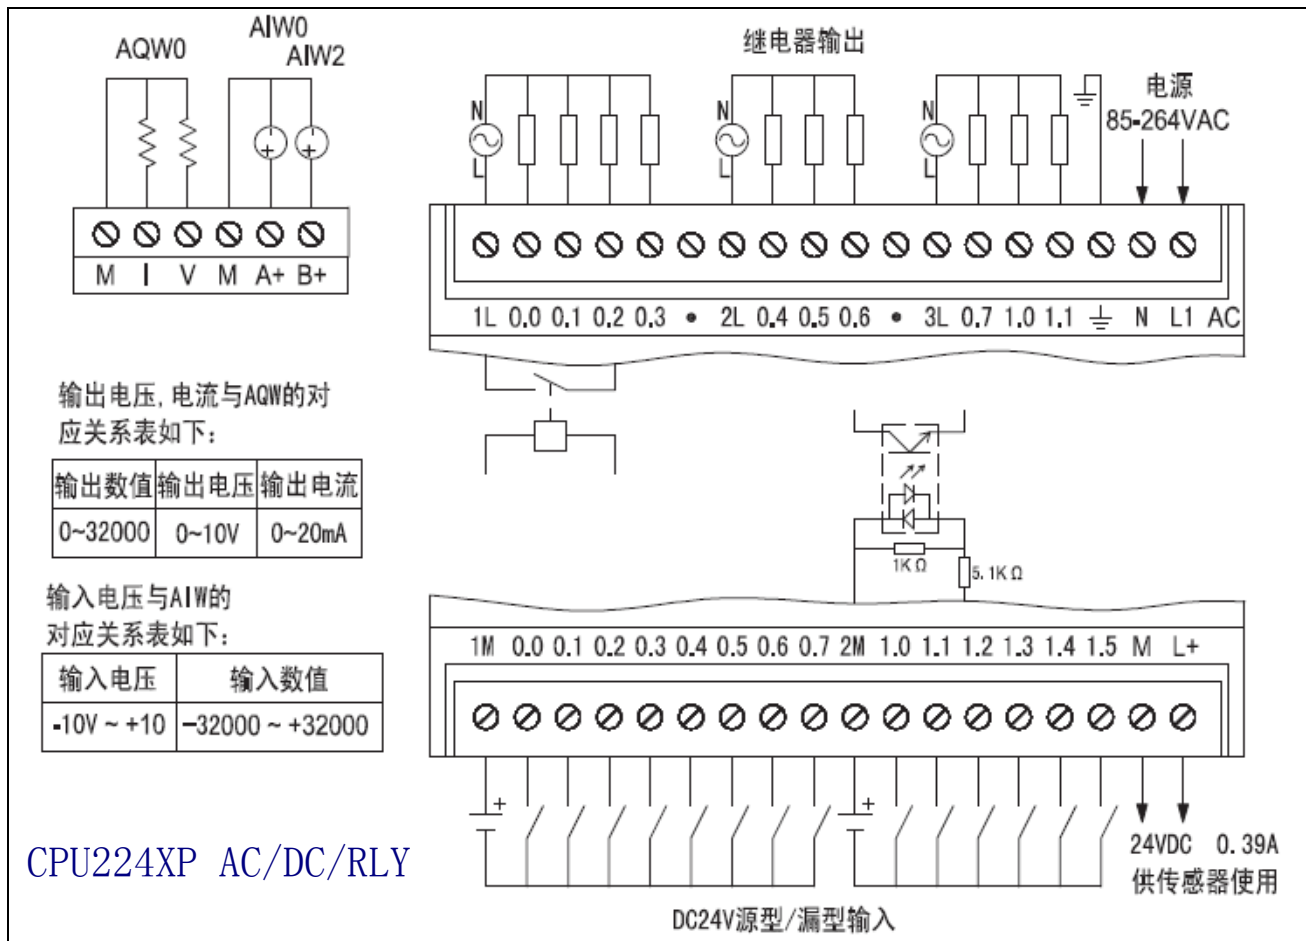 AQW0
AIW0
AIW2
M I V M A+ B+
继电器输出
N
L
N
L
N
L
电源
85-264VAC
1L 0.0 0.1 0.2 0.3 • 2L 0.4 0.5 0.6 • 3L 0.7 1.0 1.1 N L1 AC
输出电压, 电流与AQW的对
应关系表如下:
输出数值 输出电压 输出电流
0~32000 0~10V 0~20mA
输入电压与AIW的
对应关系表如下:
输入电压 输入数值
-10V ~ +10 -32000 ~ +32000
1KΩ
5.1KΩ
1M 0.0 0.1 0.2 0.3 0.4 0.5 0.6 0.7 2M 1.0 1.1 1.2 1.3 1.4 1.5 M L+
24VDC 0.39A
供传感器使用
DC24V源型/漏型输入
CPU224XP AC/DC/RLY